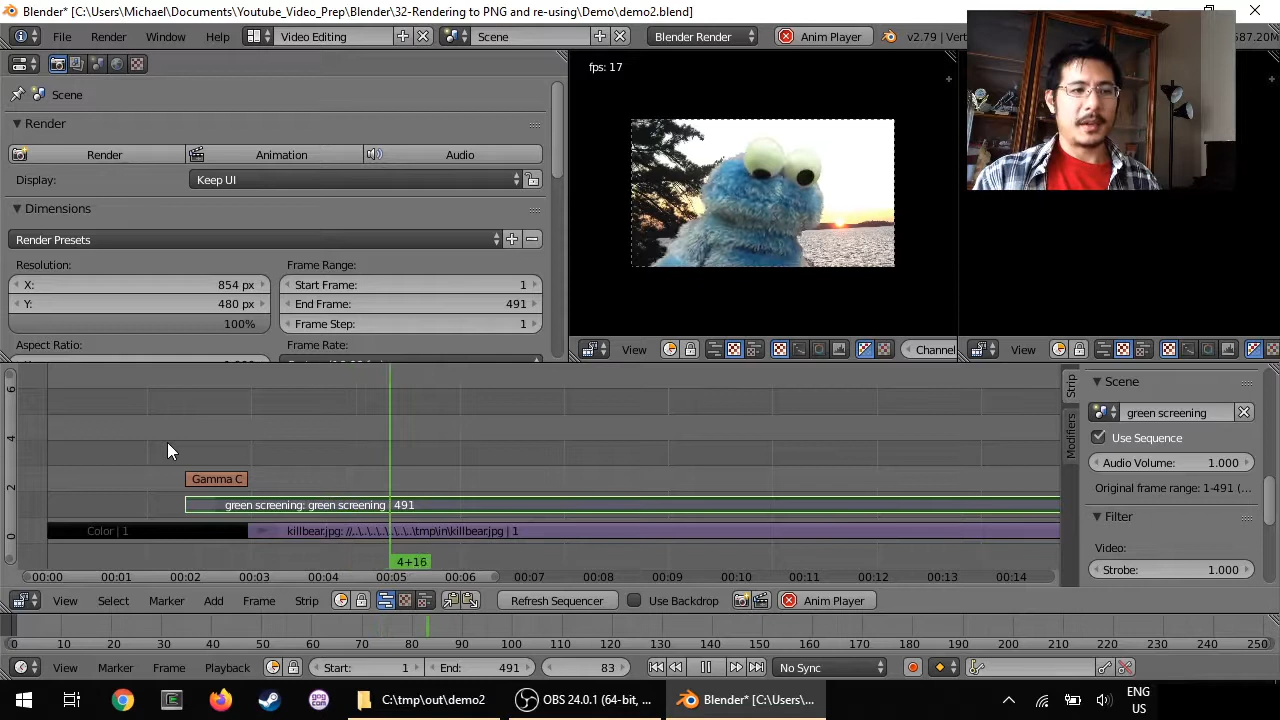 Blender* [C:\Users\Michael\Documents\Youtube_Video_Prep\Blender\32-Rendering to PNG and re-using\Demo\demo2.blend]
File Render Window Help Video Editing Scene Blender Render Anim Player v2.79 | Vert 587.20M
Scene
fps: 17
Render
Render Animation Audio
Display: Keep UI
Dimensions
Render Presets
Resolution: Frame Range:
X: 854 px Start Frame: 1
Y: 480 px End Frame: 491
100% Frame Step: 1
Aspect Ratio: Frame Rate:
View Channel View
6
4
2
0
Gamma C
green screening: green screening | 491
Color | 1
killbear.jpg: //..\..\..\..\..\..\..\tmp\in\killbear.jpg | 1
4+16
00:00 00:01 00:02 00:03 00:04 00:05 00:06 00:07 00:08 00:09 00:10 00:11 00:12 00:13 00:14
Strip
Modifiers
Scene
green screening
Use Sequence
Audio Volume: 1.000
Original frame range: 1-491 (...
Filter
Video:
Strobe: 1.000
View Select Marker Add Frame Strip Refresh Sequencer Use Backdrop Anim Player
0 10 20 30 40 50 60 70 80 90 100 110 120 130 140 150 160 170 180 190 200 210 220 230 240 250
View Marker Frame Playback Start: 1 End: 491 83 No Sync
C:\tmp\out\demo2 OBS 24.0.1 (64-bit, ... Blender* [C:\Users\... ENG
US